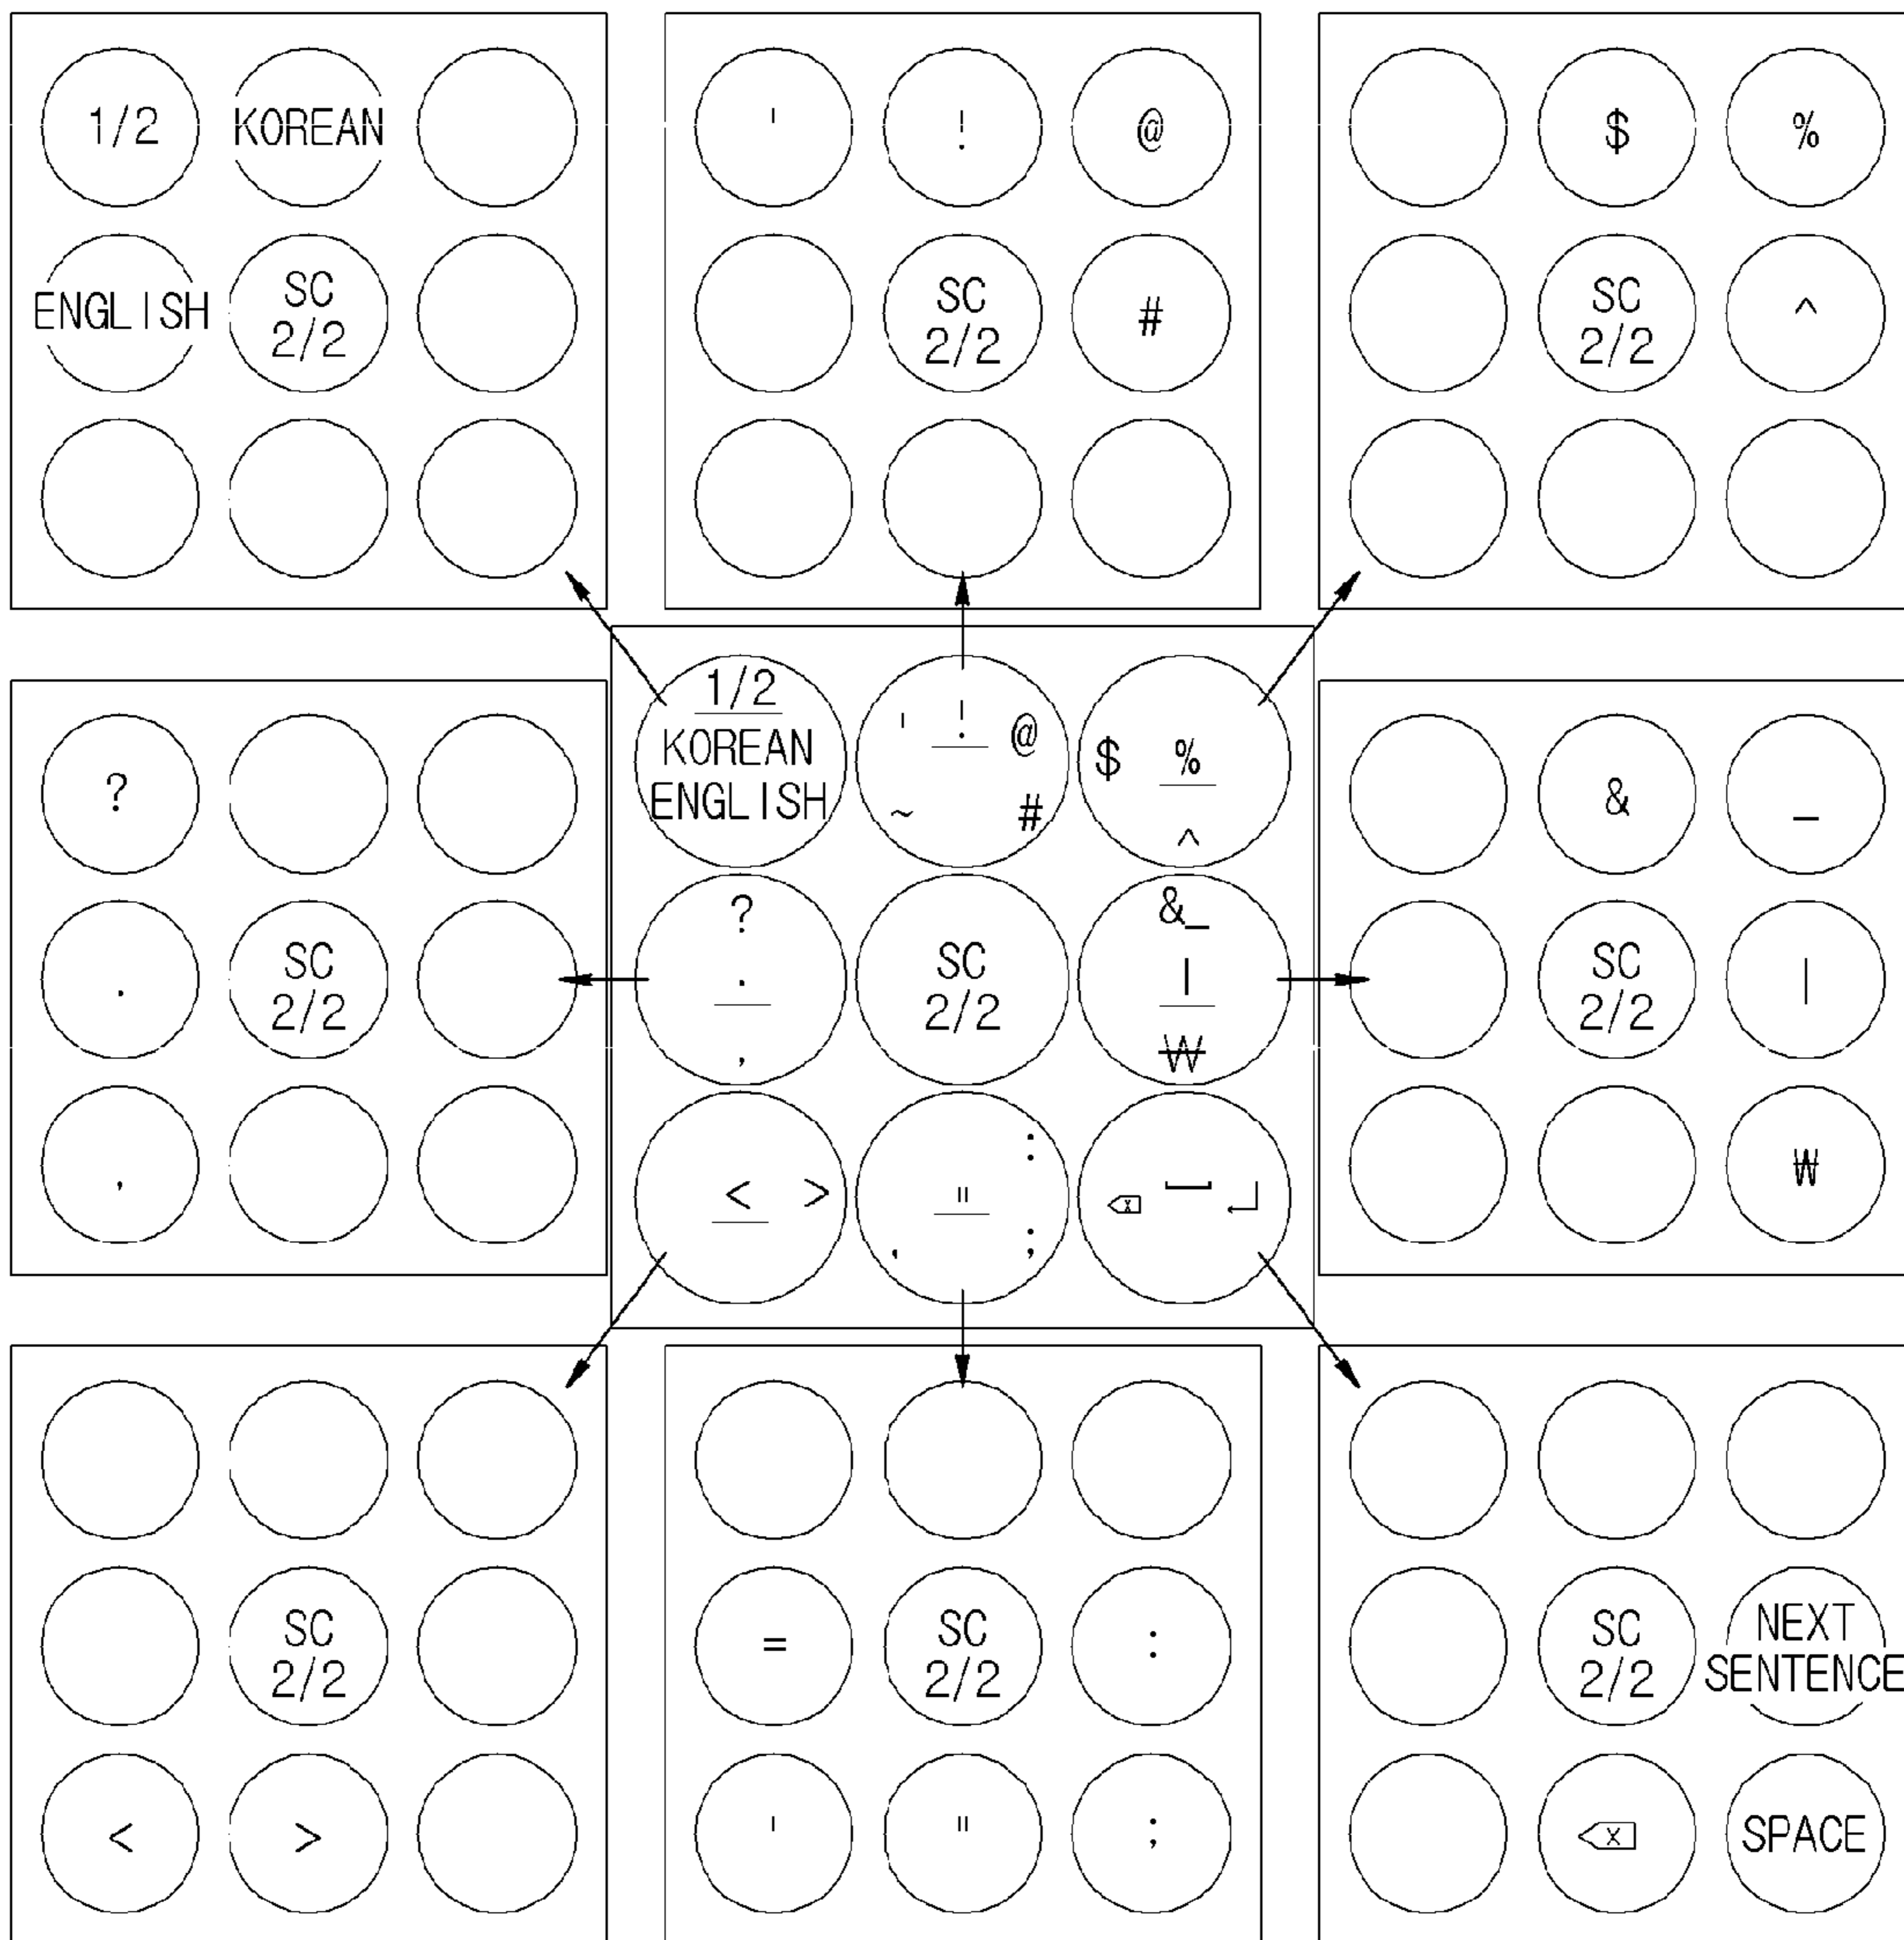 1/2 KOREAN
ENGLISH SC
2/2
' ! @
SC
2/2 #
$ %
SC
2/2 ^
?
. SC
2/2
,
1/2
KOREAN
ENGLISH
' ! @
~ #
$ %
^
?
.
,
SC
2/2
&_
|
₩
< >
:
"
, ;
& _
SC
2/2 |
₩
SC
2/2
< >
= SC
2/2 :
' " ;
SC
2/2 NEXT
SENTENCE
SPACE